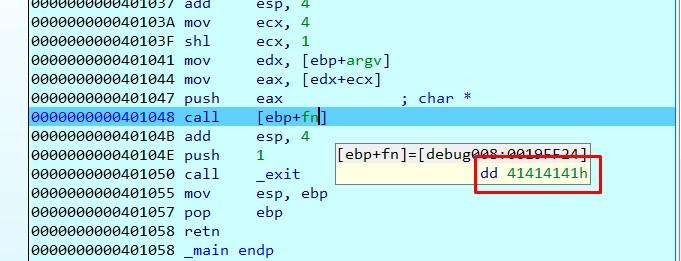 0000000000401037 add esp, 4
000000000040103A mov ecx, 4
000000000040103F shl ecx, 1
0000000000401041 mov edx, [ebp+argv]
0000000000401044 mov eax, [edx+ecx]
0000000000401047 push eax ; char *
0000000000401048 call [ebp+fn]
000000000040104B add esp, 4
000000000040104E push 1
[ebp+fn]=[debug008:0019FF24]
0000000000401050 call _exit
dd 41414141h
0000000000401055 mov esp, ebp
0000000000401057 pop ebp
0000000000401058 retn
0000000000401058 _main endp